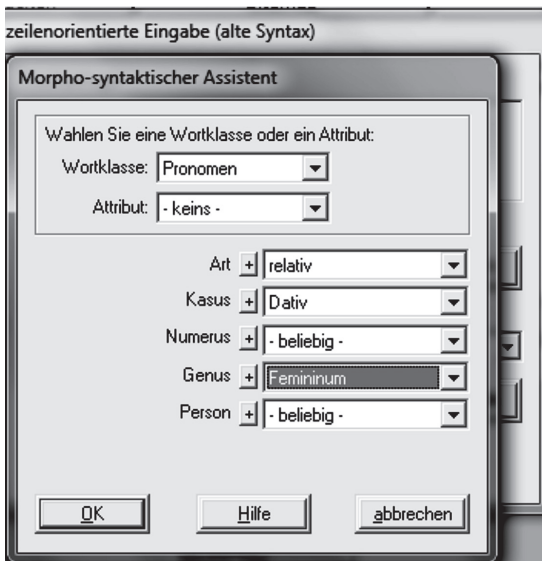 zeilenorientierte Eingabe (alte Syntax)
Morpho-syntaktischer Assistent
Wahlen Sie eine Wortklasse oder ein Attribut:
Wortklasse: Pronomen
Attribut: - keins -
Art + relativ
Kasus + Dativ
Numerus + - beliebig -
Genus + Femininum
Person + - beliebig -
OK Hilfe abbrechen